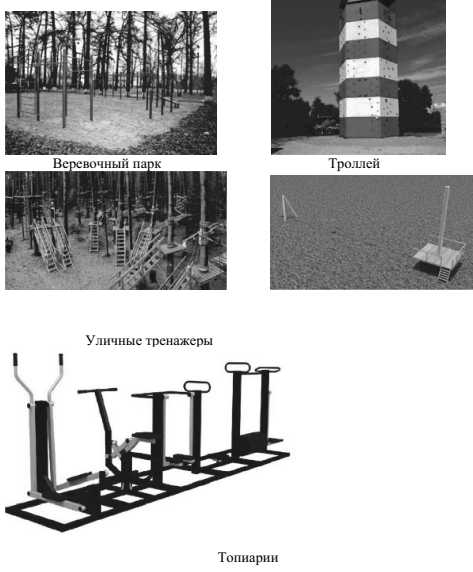 Веревочный парк
Троллей
Уличные тренажеры
Топиарии